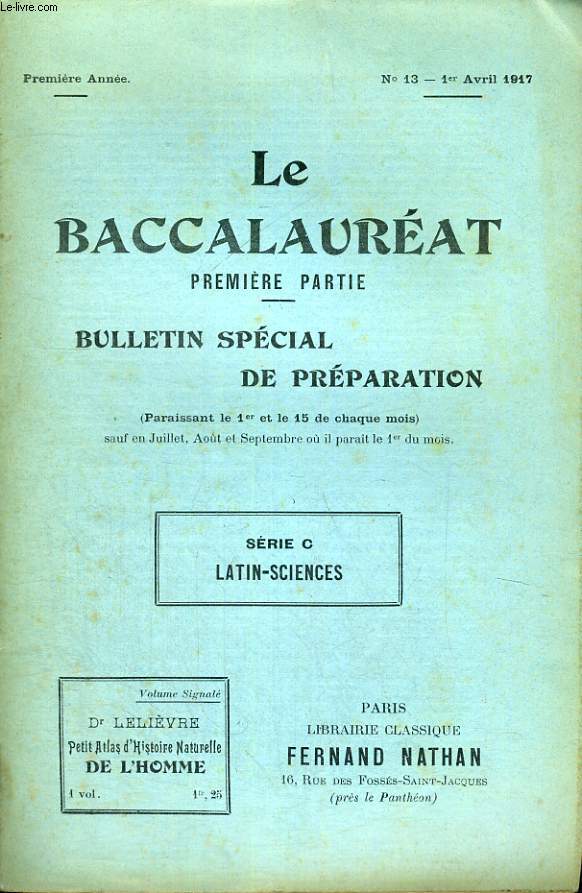 Le-livre.com
Première Année.
Nº 13 — 1er Avril 1917
Le
BACCALAURÉAT
PREMIÈRE PARTIE
BULLETIN SPÉCIAL
DE PRÉPARATION
(Paraissant le 1er et le 15 de chaque mois)
sauf en Juillet, Août et Septembre où il parait le 1er du mois.
SÉRIE C
LATIN-SCIENCES
Volume Signalé
Dr LELIÈVRE
Petit Atlas d'Histoire Naturelle
DE L'HOMME
1 vol. 1fr,25
PARIS
LIBRAIRIE CLASSIQUE
FERNAND NATHAN
16, Rue des Fossés-Saint-Jacques
(près le Panthéon)